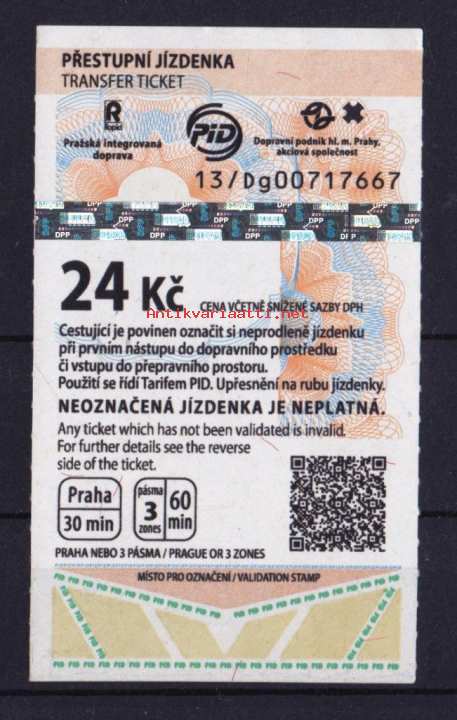 PŘESTUPNÍ JÍZDENKA
TRANSFER TICKET
R
Ropid
PiD
Pražská integrovaná
doprava
Dopravní podnik hl. m. Prahy,
akciová společnost
13/Dg00717667
DPP DPP DPP DPP
24 Kč CENA VČETNĚ SNÍŽENÉ SAZBY DPH
Antikvariaatti.net
Cestující je povinen označit si neprodleně jízdenku
při prvním nástupu do dopravního prostředku
či vstupu do přepravního prostoru.
Použití se řídí Tarifem PID. Upřesnění na rubu jízdenky.
NEOZNAČENÁ JÍZDENKA JE NEPLATNÁ.
Any ticket which has not been validated is invalid.
For further details see the reverse
side of the ticket.
Praha
30 min
pásma
3
zones
60
min
PRAHA NEBO 3 PÁSMA / PRAGUE OR 3 ZONES
MÍSTO PRO OZNAČENÍ / VALIDATION STAMP